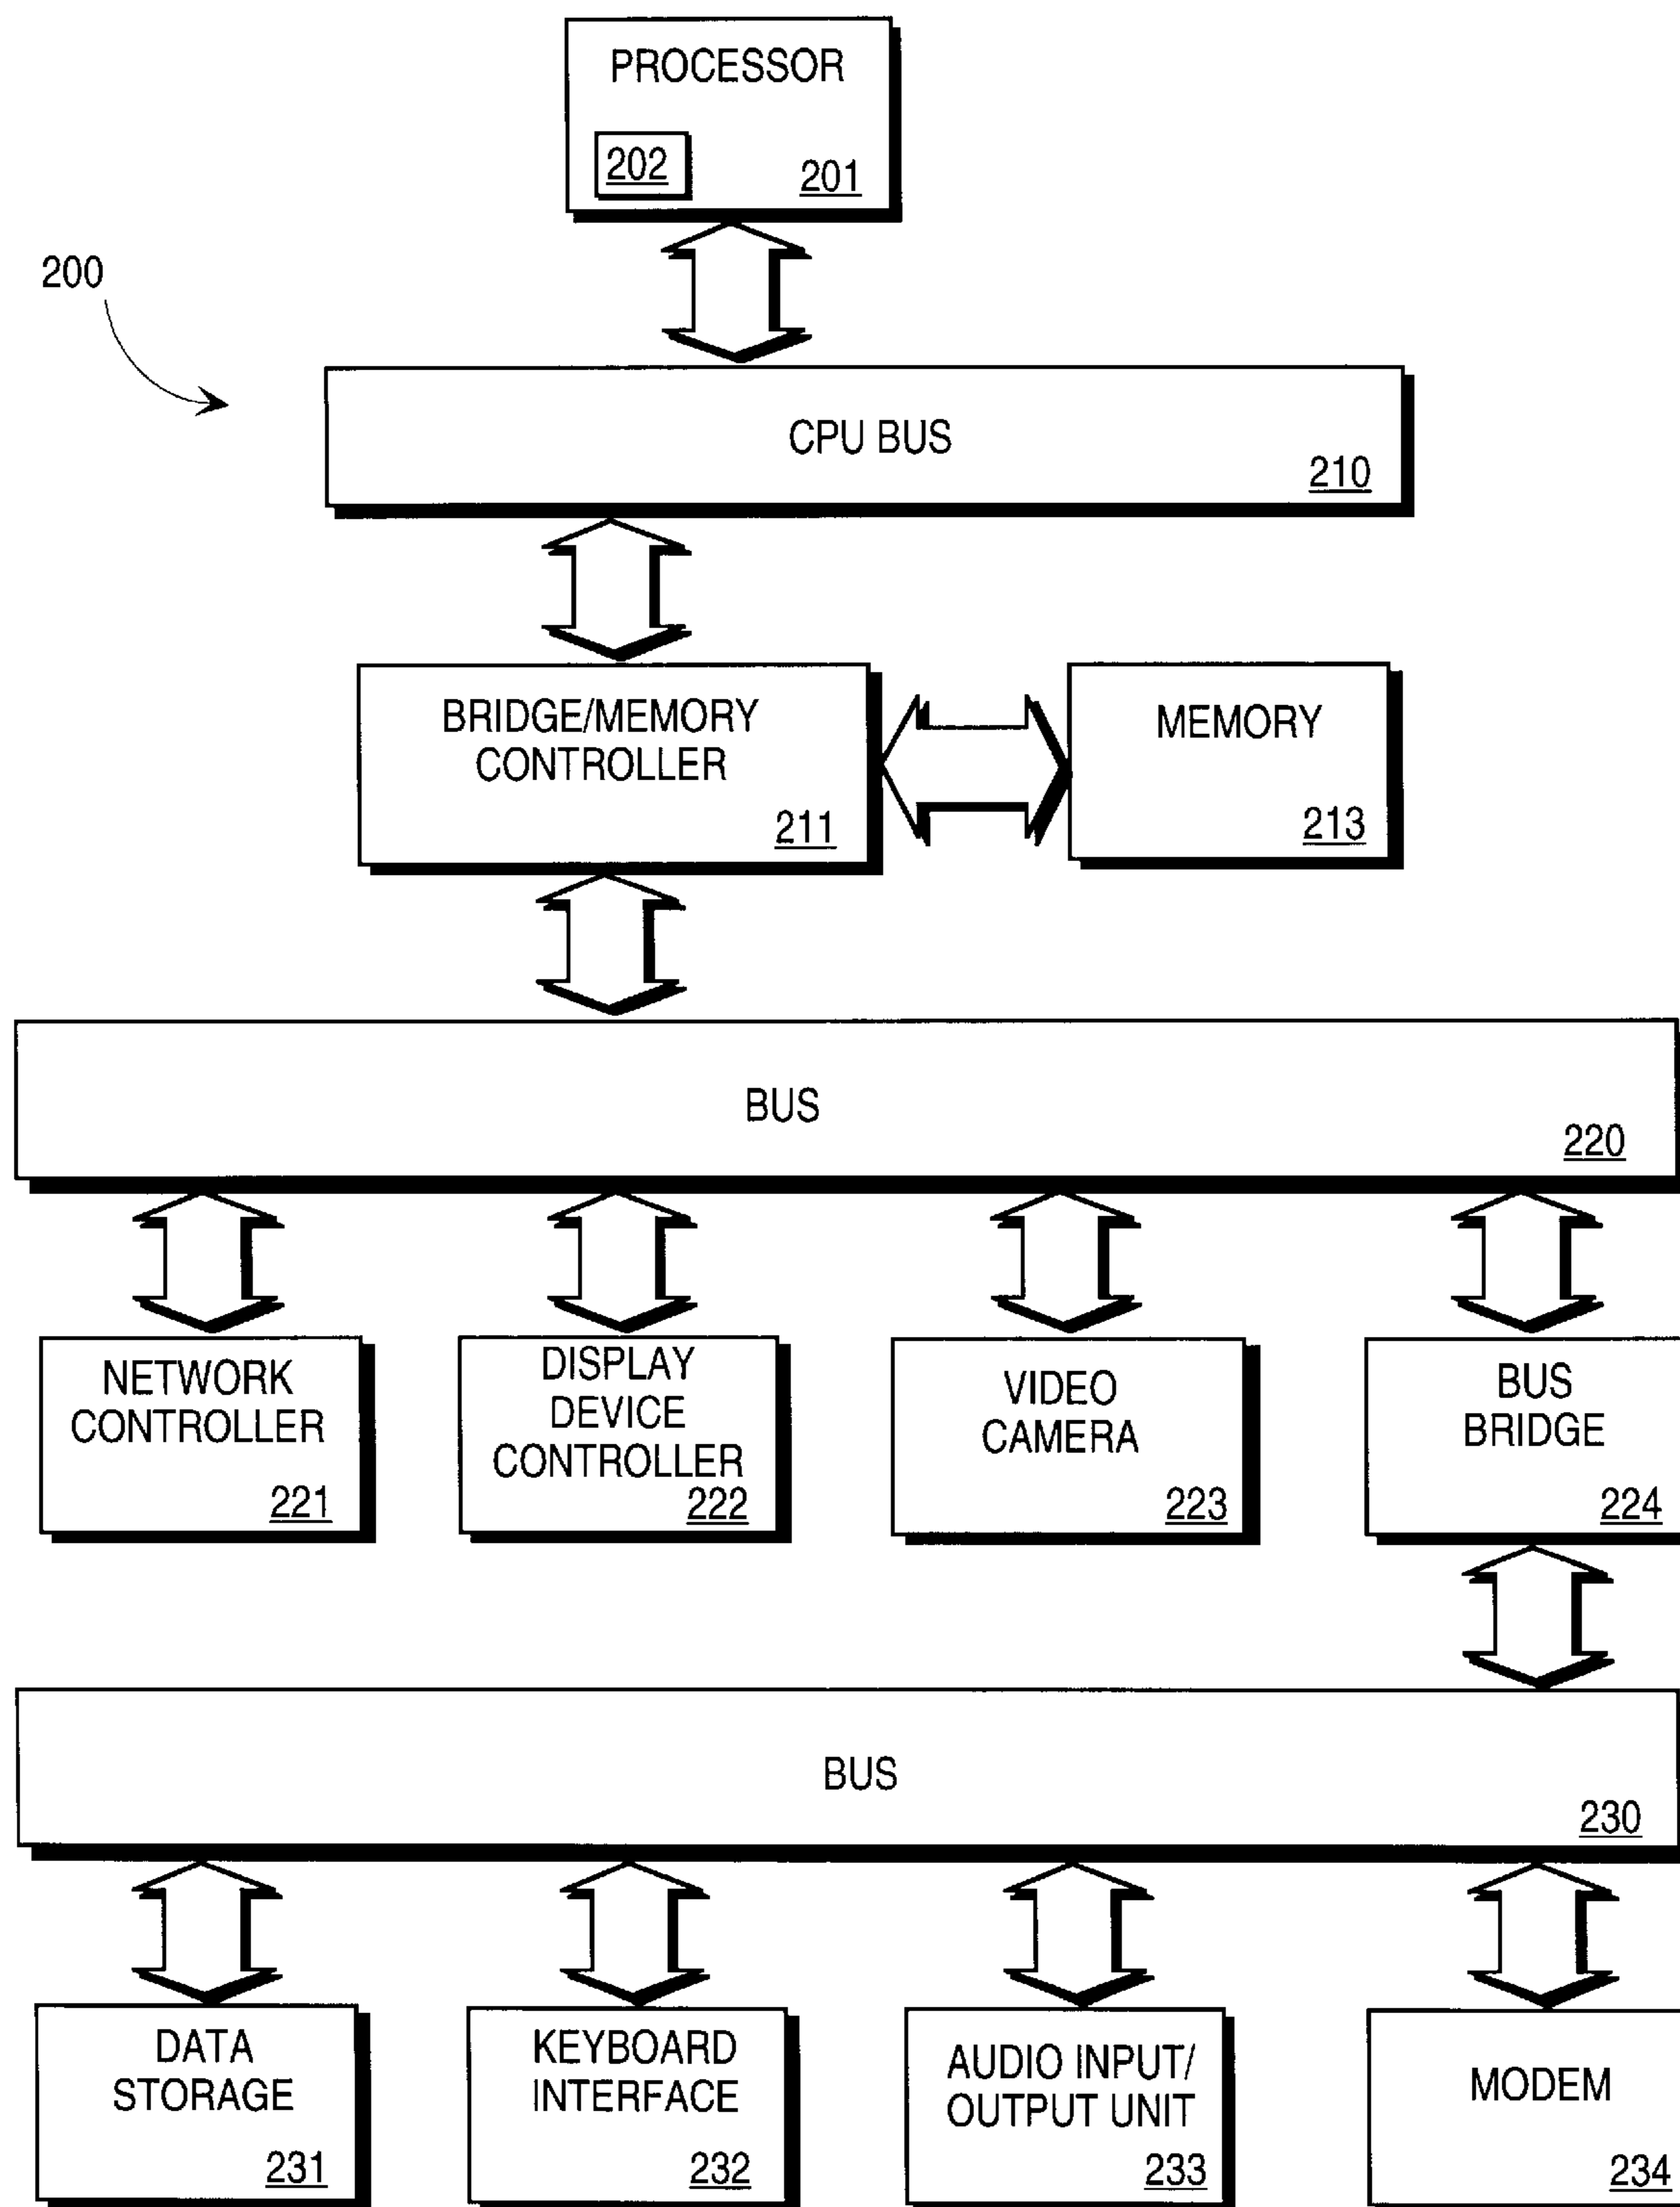 PROCESSOR
202
201
200
CPU BUS
210
BRIDGE/MEMORY
CONTROLLER
211
MEMORY
213
BUS
220
NETWORK
CONTROLLER
221
DISPLAY
DEVICE
CONTROLLER
222
VIDEO
CAMERA
223
BUS
BRIDGE
224
BUS
230
DATA
STORAGE
231
KEYBOARD
INTERFACE
232
AUDIO INPUT/
OUTPUT UNIT
233
MODEM
234